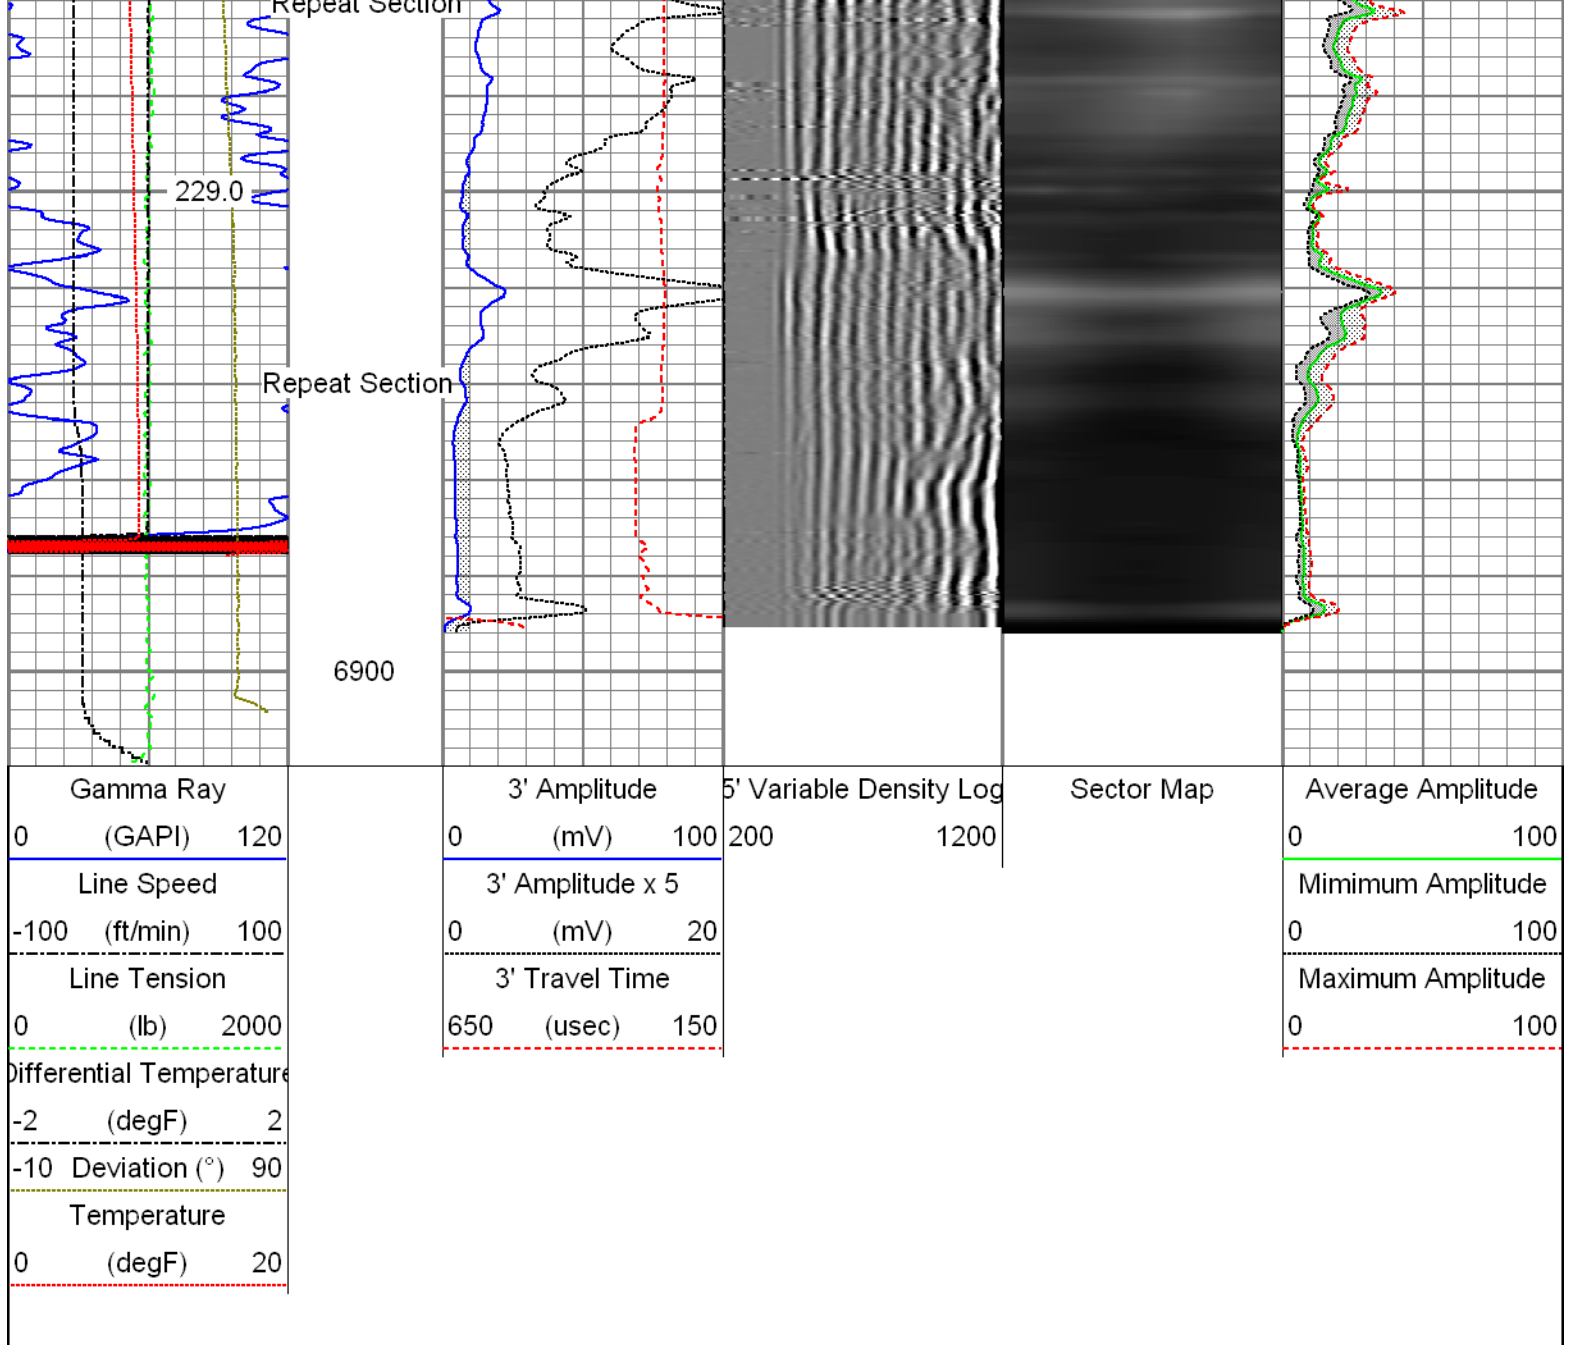 Repeat Section
229.0
Repeat Section
6900
Gamma Ray
0 (GAPI) 120
Line Speed
-100 (ft/min) 100
Line Tension
0 (lb) 2000
Differential Temperature
-2 (degF) 2
-10 Deviation (°) 90
Temperature
0 (degF) 20
3' Amplitude
0 (mV) 100
3' Amplitude x 5
0 (mV) 20
3' Travel Time
650 (usec) 150
5' Variable Density Log
200 1200
Sector Map
Average Amplitude
0 100
Mimimum Amplitude
0 100
Maximum Amplitude
0 100